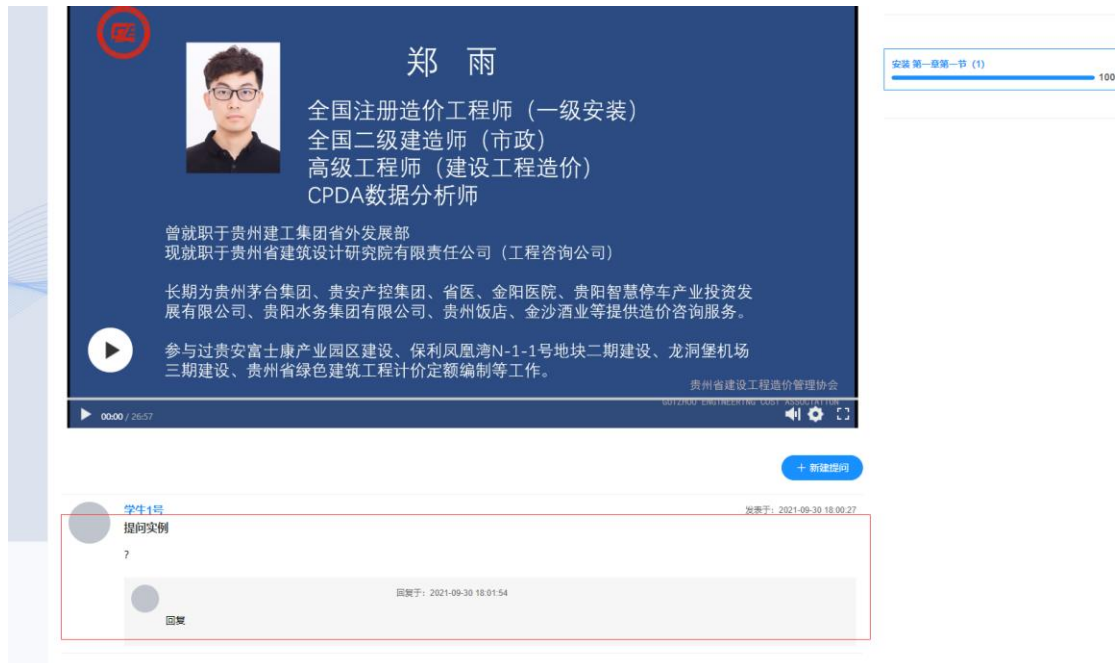 郑 雨
全国注册造价工程师（一级安装）
全国二级建造师（市政）
高级工程师（建设工程造价）
CPDA数据分析师
曾就职于贵州建工集团省外发展部
现就职于贵州省建筑设计研究院有限责任公司（工程咨询公司）
长期为贵州茅台集团、贵安产控集团、省医、金阳医院、贵阳智慧停车产业投资发
展有限公司、贵阳水务集团有限公司、贵州饭店、金沙酒业等提供造价咨询服务。
参与过贵安富士康产业园区建设、保利凤凰湾N-1-1号地块二期建设、龙洞堡机场
三期建设、贵州省绿色建筑工程计价定额编制等工作。
贵州省建设工程造价管理协会
GUIZHOU ENGINEERING COST ASSOCIATION
00:00 / 26:57
安装 第一章第一节（1）
100
+ 新建提问
学生1号
发表于：2021-09-30 18:00:27
提问实例
?
回复于：2021-09-30 18:01:54
回复